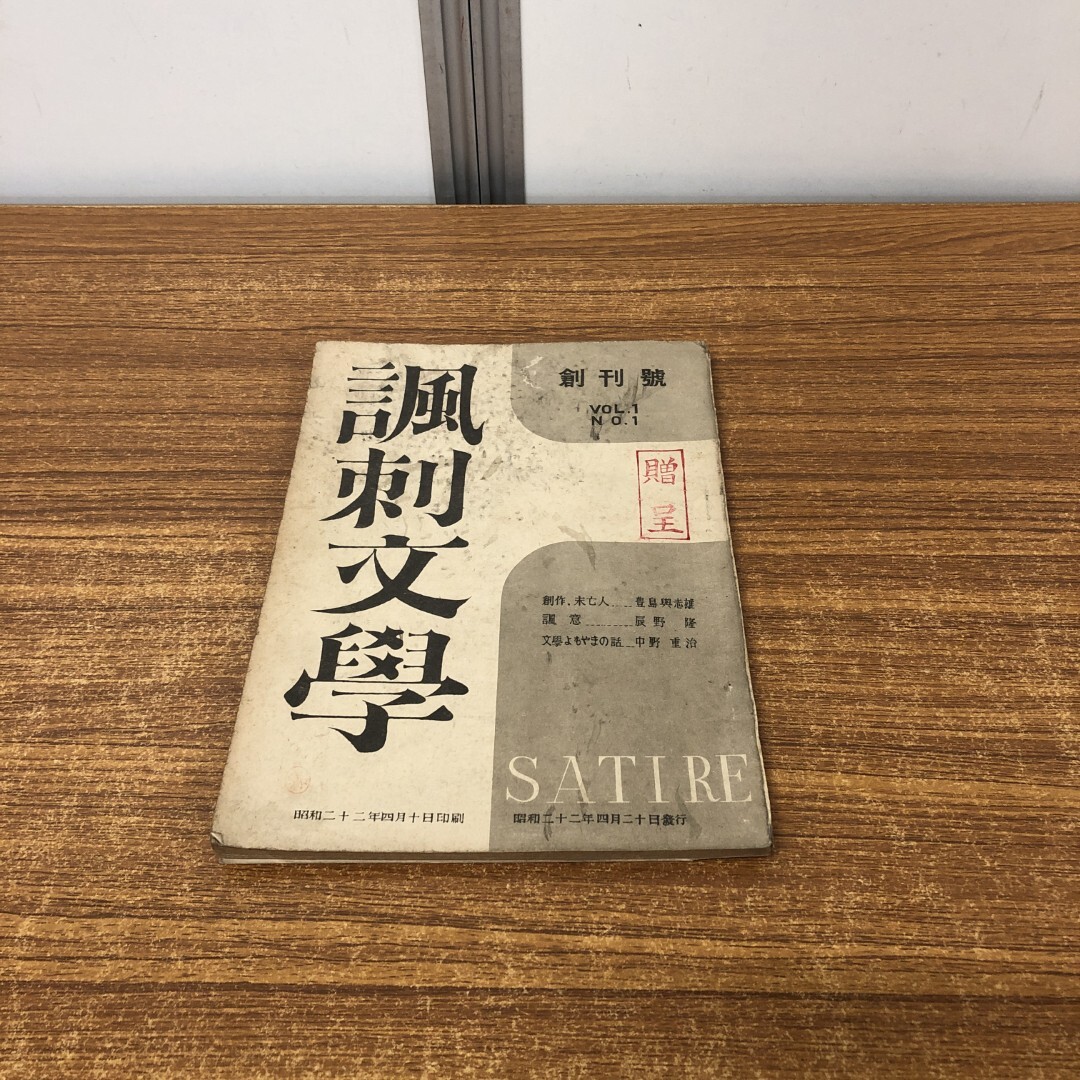 諷刺文學
創刊號
VOL.1
NO.1
贈呈
創作.未亡人......豊島與志雄
諷意............辰野 隆
文學よもやまの話....中野 重治
SATIRE
昭和二十二年四月十日印刷
昭和二十二年四月二十日發行